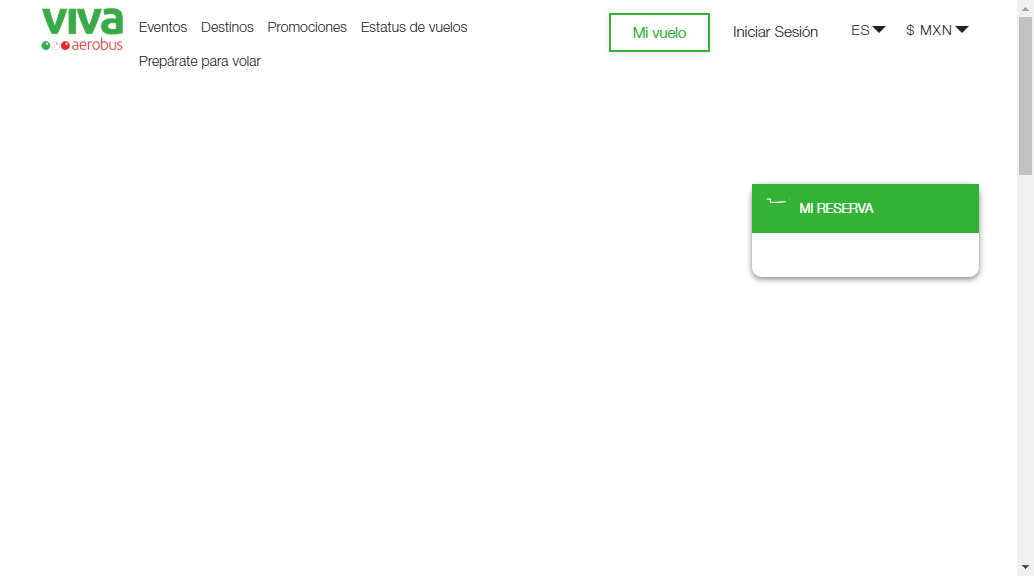 viva
aerobus
Eventos Destinos Promociones Estatus de vuelos
Prepárate para volar
Mi vuelo
Iniciar Sesión
ES
$ MXN
MI RESERVA